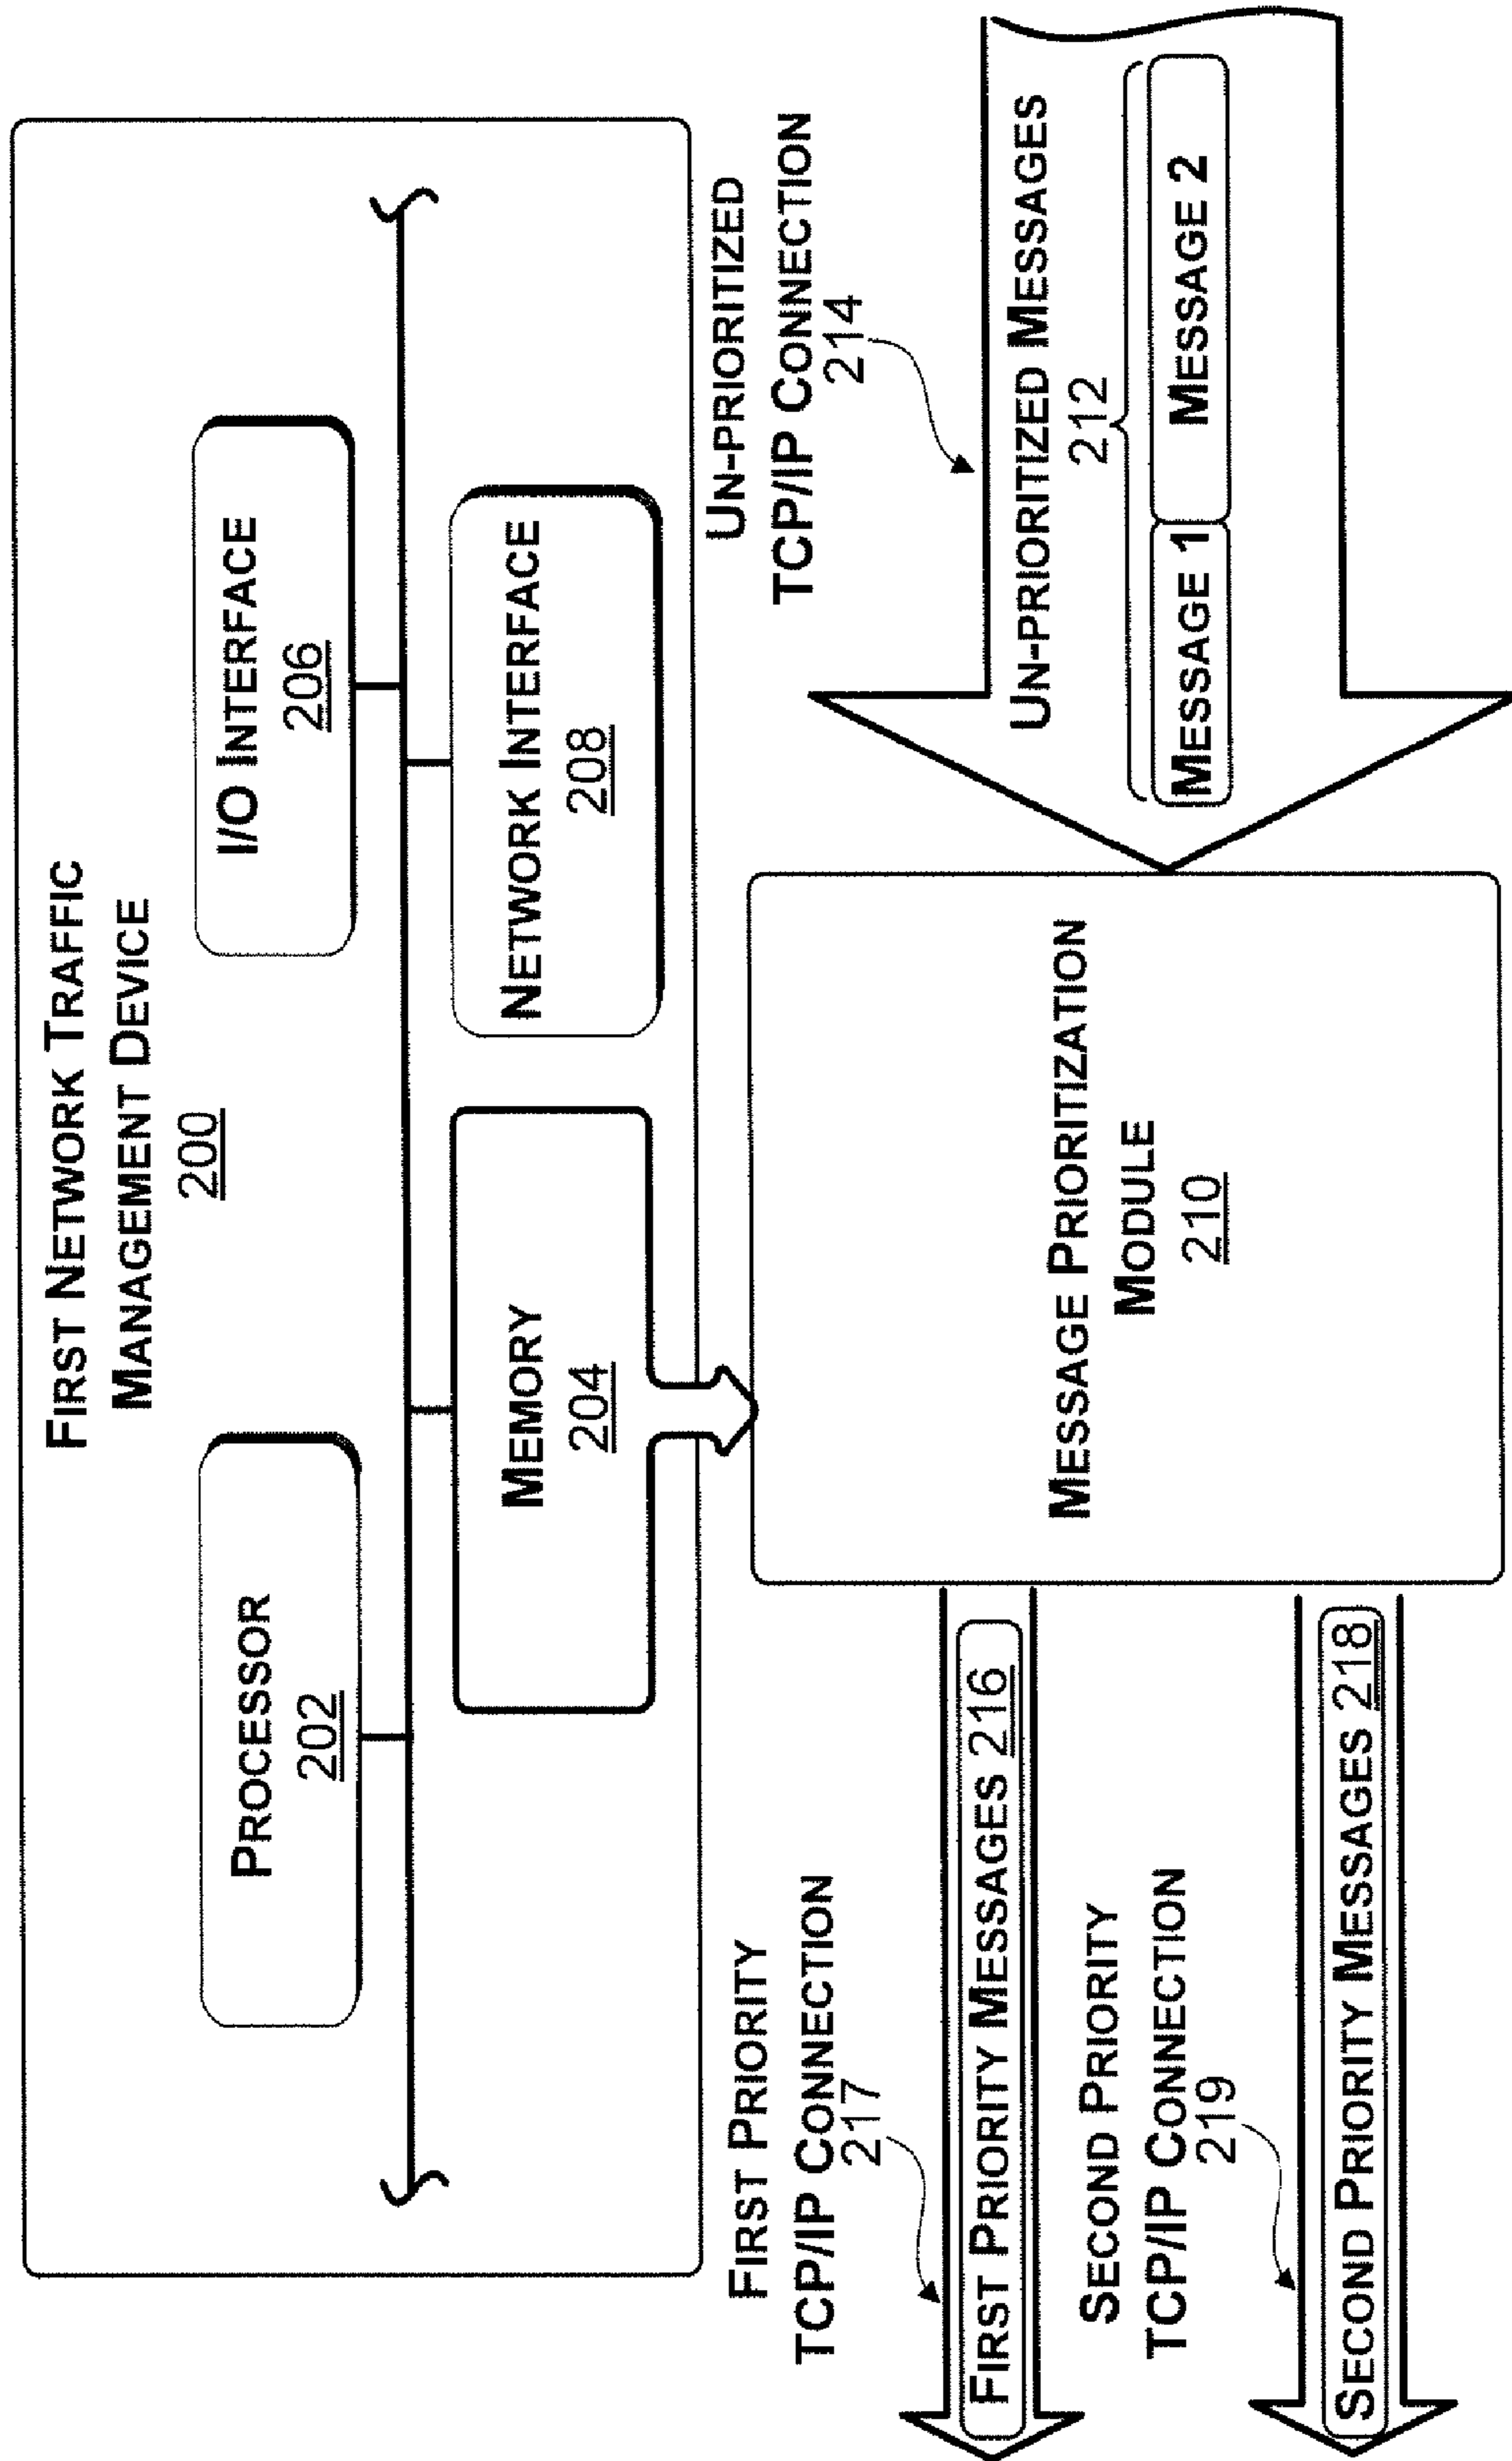 FIRST NETWORK TRAFFIC
MANAGEMENT DEVICE
200
PROCESSOR
202
I/O INTERFACE
206
MEMORY
204
NETWORK INTERFACE
208
FIRST PRIORITY
TCP/IP CONNECTION
217
FIRST PRIORITY MESSAGES 216
SECOND PRIORITY
TCP/IP CONNECTION
219
SECOND PRIORITY MESSAGES 218
MESSAGE PRIORITIZATION
MODULE
210
UN-PRIORITIZED
TCP/IP CONNECTION
214
UN-PRIORITIZED MESSAGES
212
MESSAGE 1
MESSAGE 2